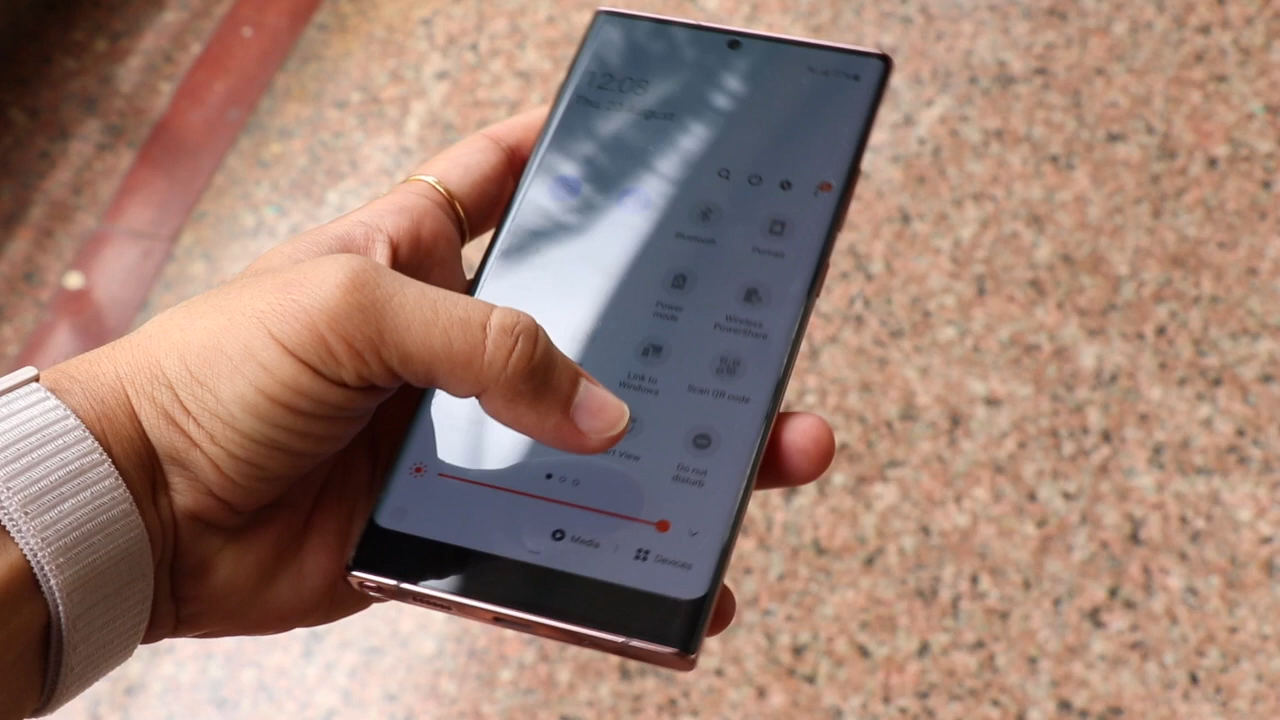 12:08
Bluetooth
Portrait
Power
mode
Wireless
PowerShare
Link to
Windows
Scan QR code
View
Do not
disturb
Media
Devices